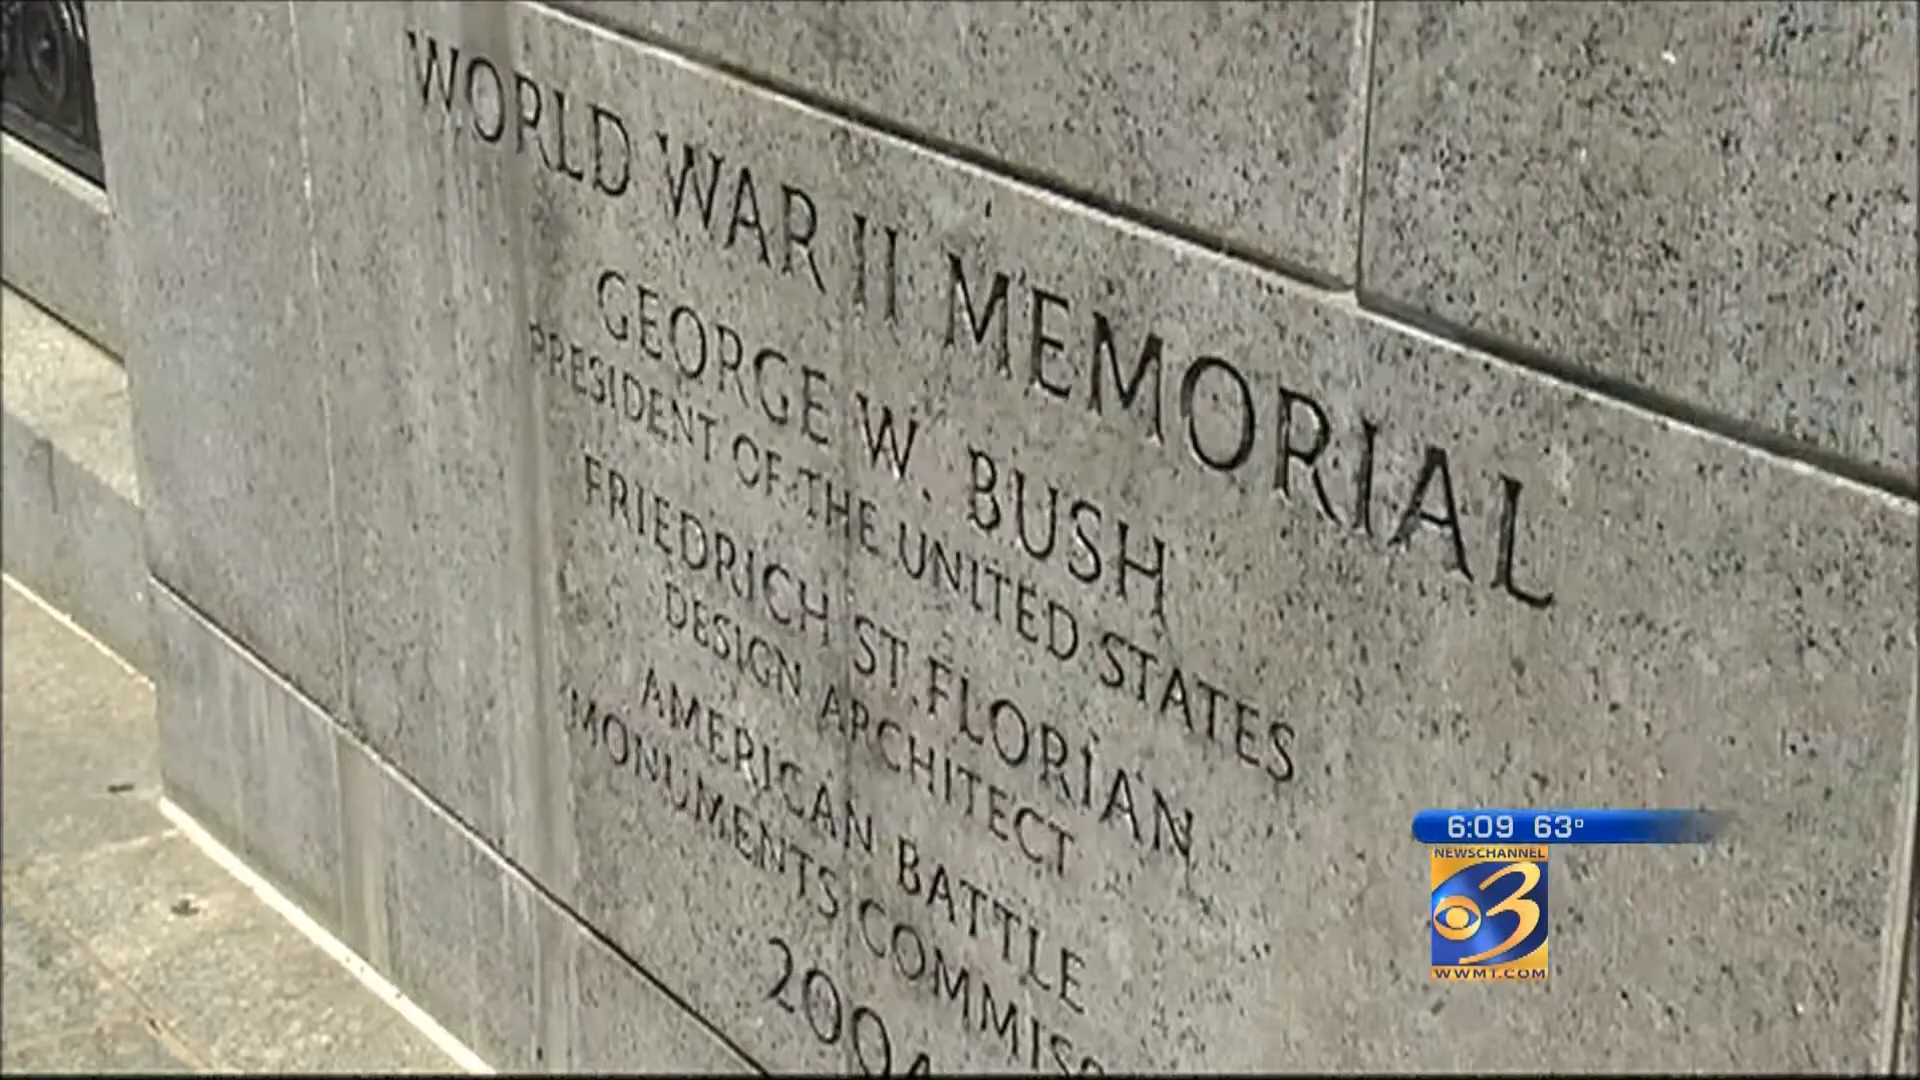 WORLD WAR II MEMORIAL
GEORGE W. BUSH
PRESIDENT OF THE UNITED STATES
FRIEDRICH ST.FLORIAN
DESIGN ARCHITECT
AMERICAN BATTLE
MONUMENTS
2004
6:09 63°
NEWSCHANNEL
3
WWMT.COM